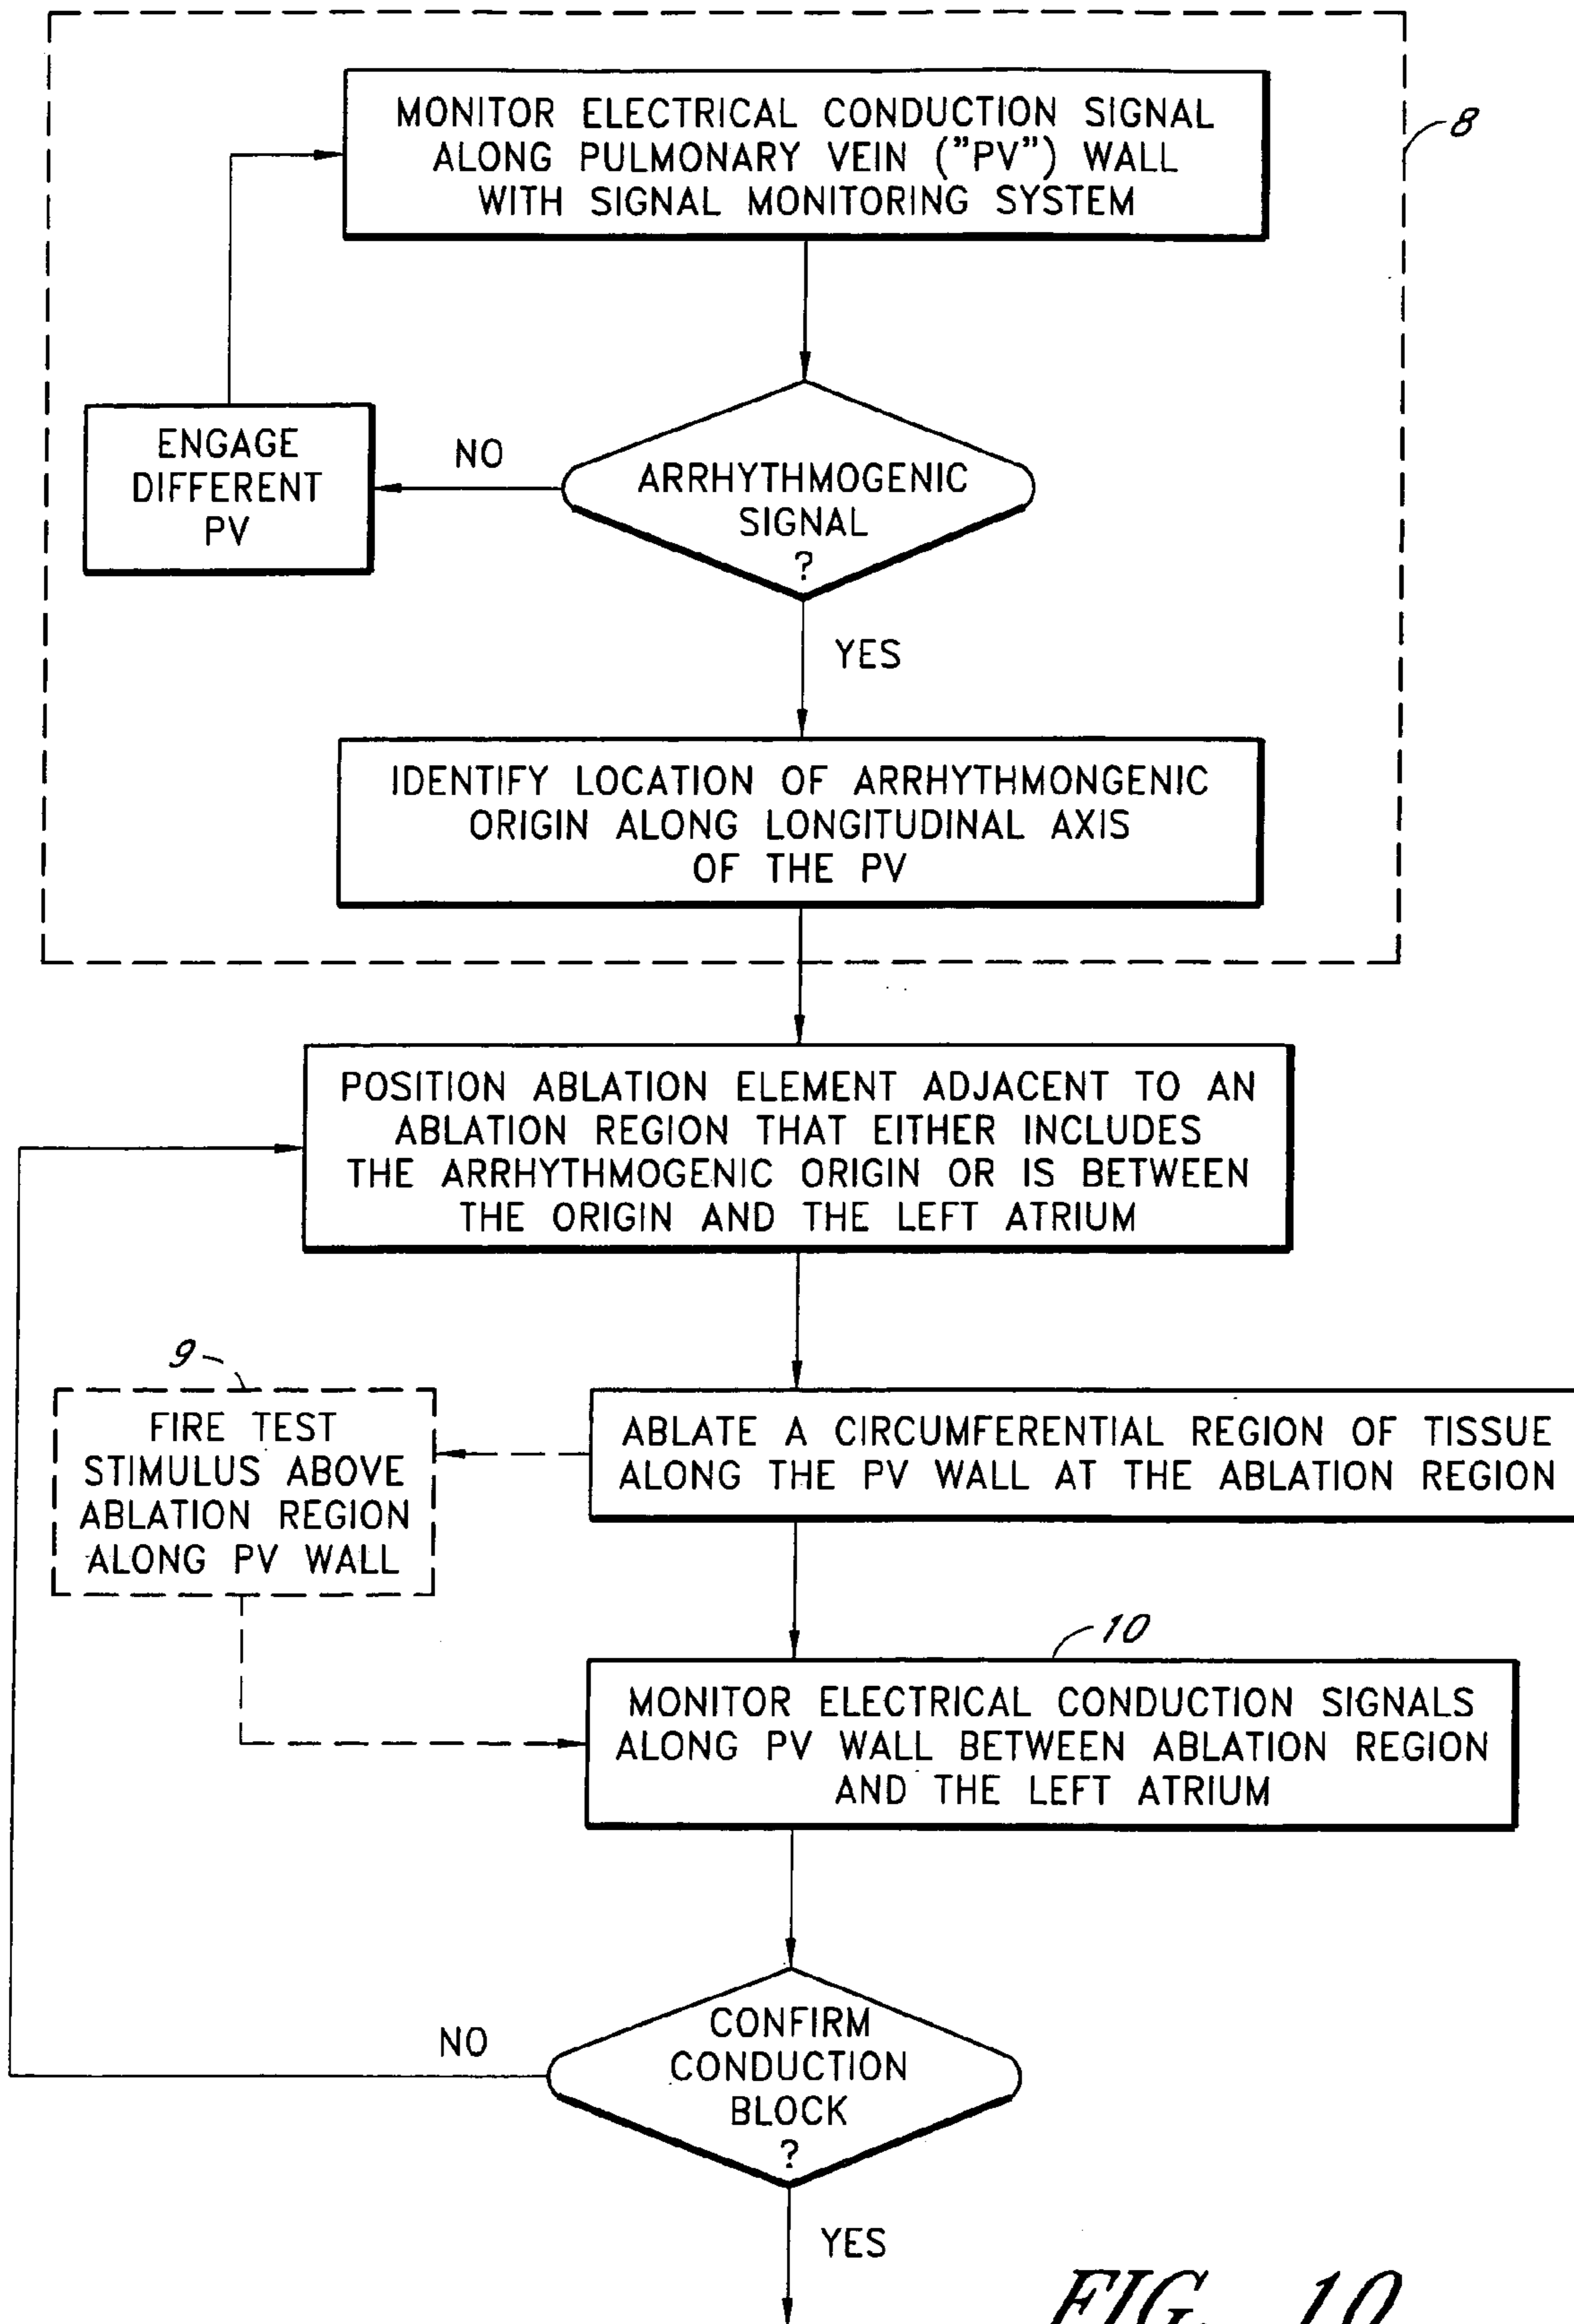 MONITOR ELECTRICAL CONDUCTION SIGNAL
ALONG PULMONARY VEIN ("PV") WALL
WITH SIGNAL MONITORING SYSTEM
8
ENGAGE
DIFFERENT
PV
NO
ARRHYTHMOGENIC
SIGNAL
?
YES
IDENTIFY LOCATION OF ARRHYTHMONGENIC
ORIGIN ALONG LONGITUDINAL AXIS
OF THE PV
POSITION ABLATION ELEMENT ADJACENT TO AN
ABLATION REGION THAT EITHER INCLUDES
THE ARRHYTHMOGENIC ORIGIN OR IS BETWEEN
THE ORIGIN AND THE LEFT ATRIUM
9
FIRE TEST
STIMULUS ABOVE
ABLATION REGION
ALONG PV WALL
ABLATE A CIRCUMFERENTIAL REGION OF TISSUE
ALONG THE PV WALL AT THE ABLATION REGION
10
MONITOR ELECTRICAL CONDUCTION SIGNALS
ALONG PV WALL BETWEEN ABLATION REGION
AND THE LEFT ATRIUM
NO
CONFIRM
CONDUCTION
BLOCK
?
YES
FIG. 10